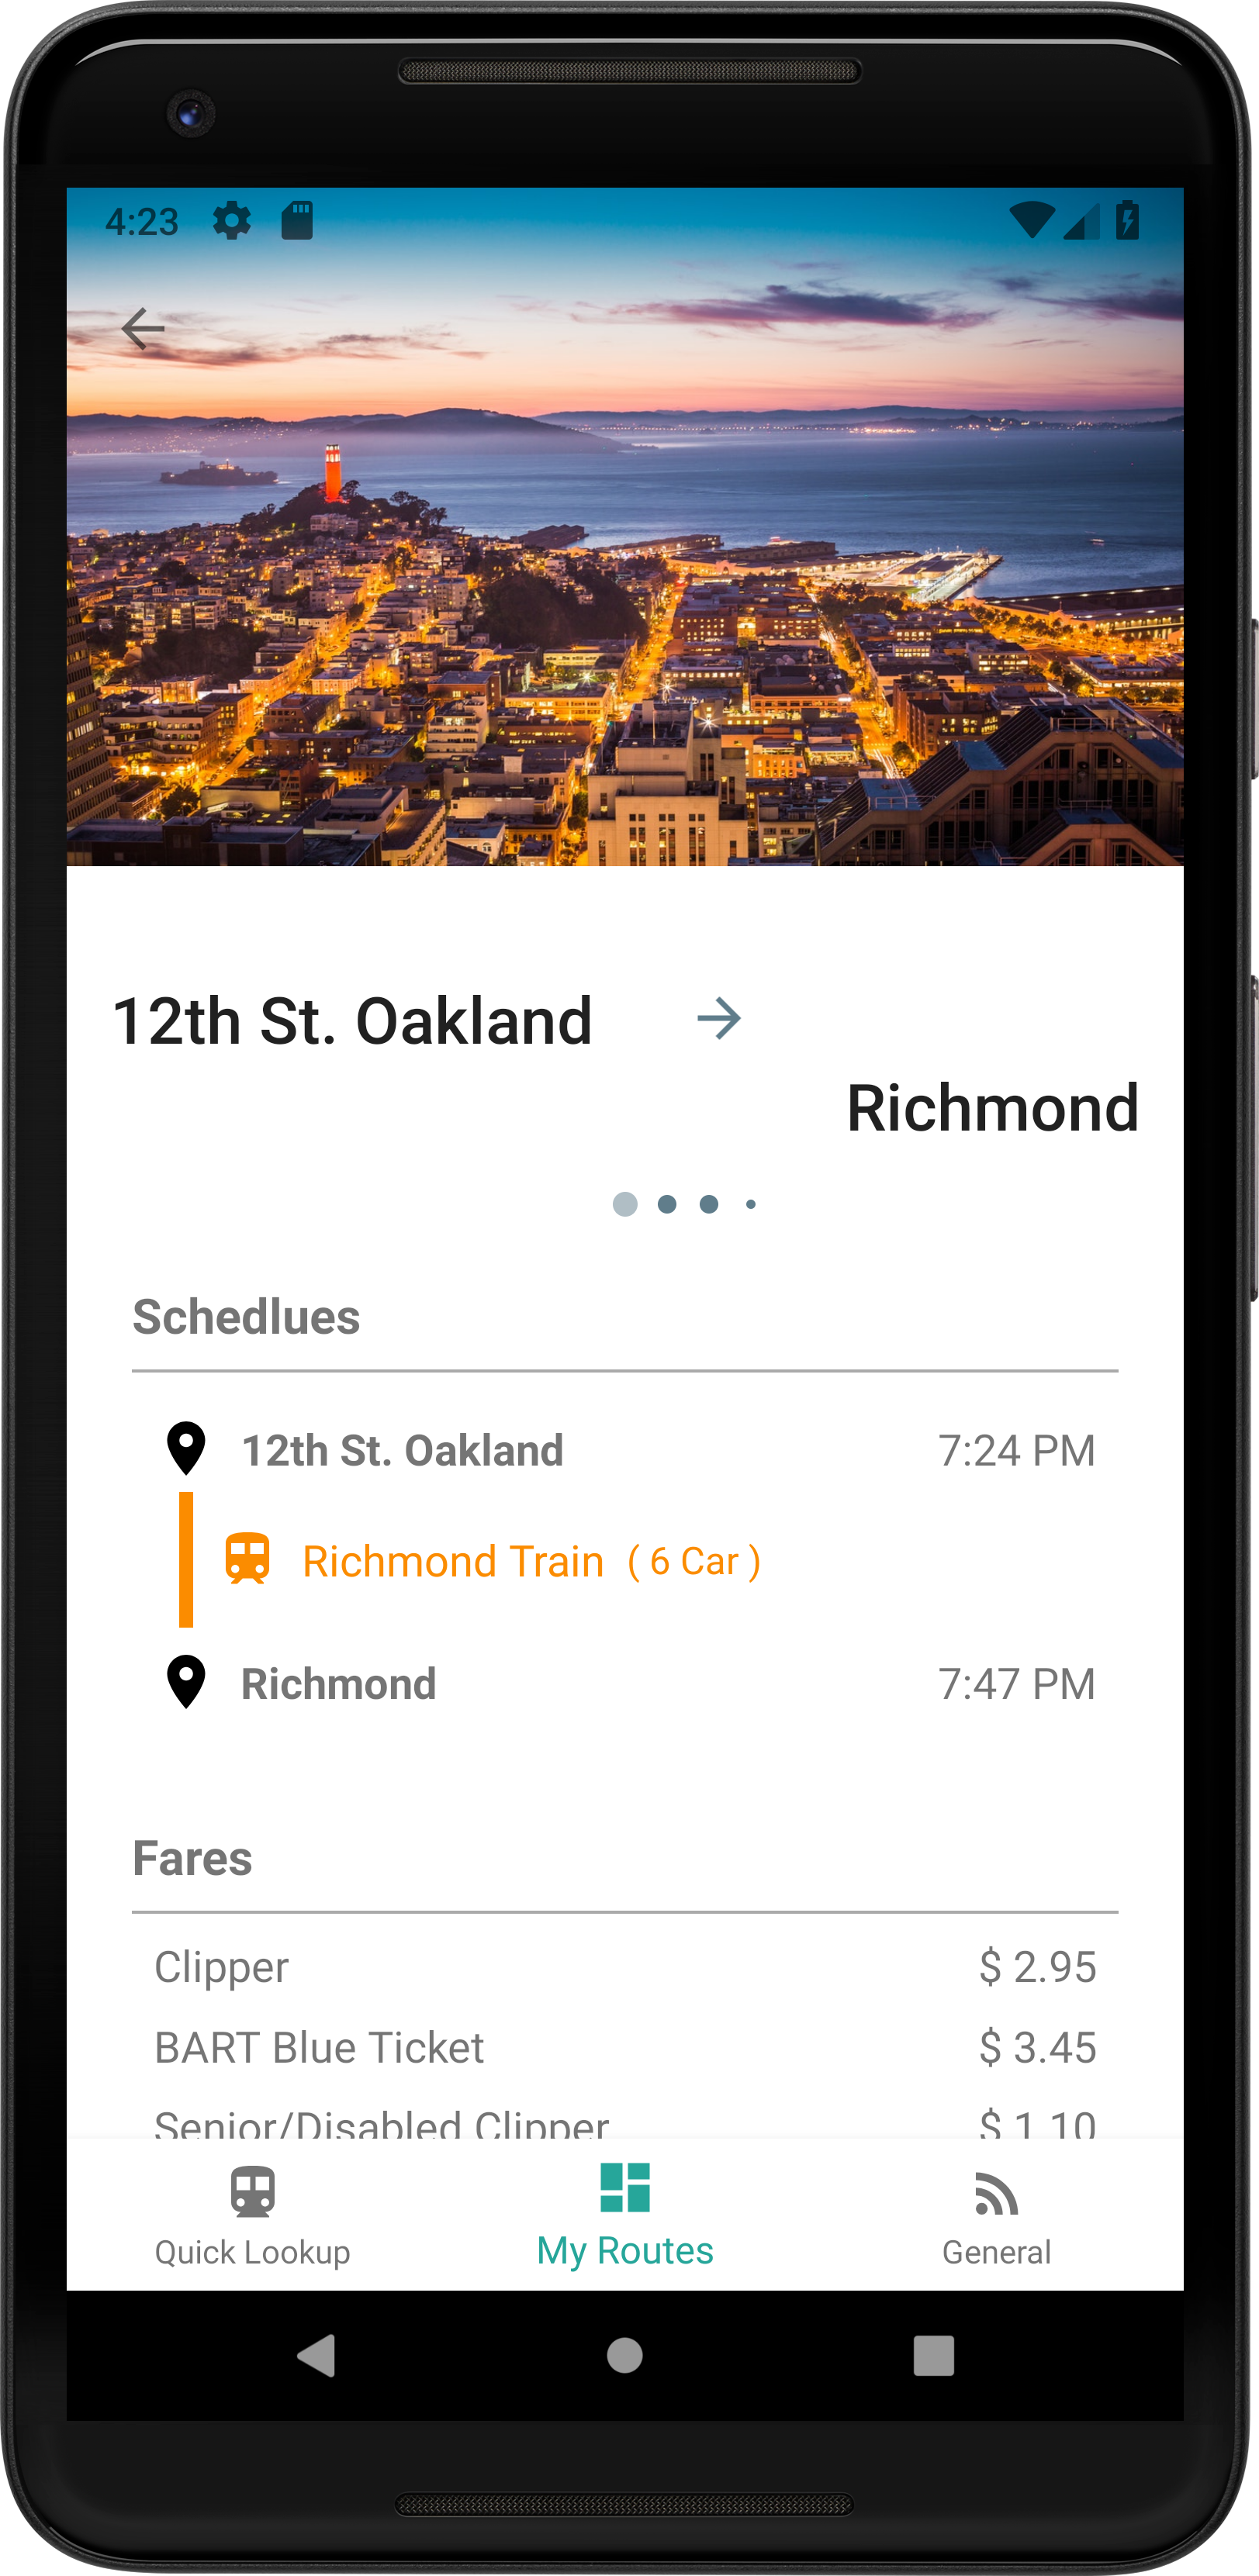 4:23
12th St. Oakland
Richmond
Schedlues
12th St. Oakland 7:24 PM
Richmond Train ( 6 Car )
Richmond 7:47 PM
Fares
Clipper $ 2.95
BART Blue Ticket $ 3.45
Senior/Disabled Clipper $ 1.10
Quick Lookup My Routes General